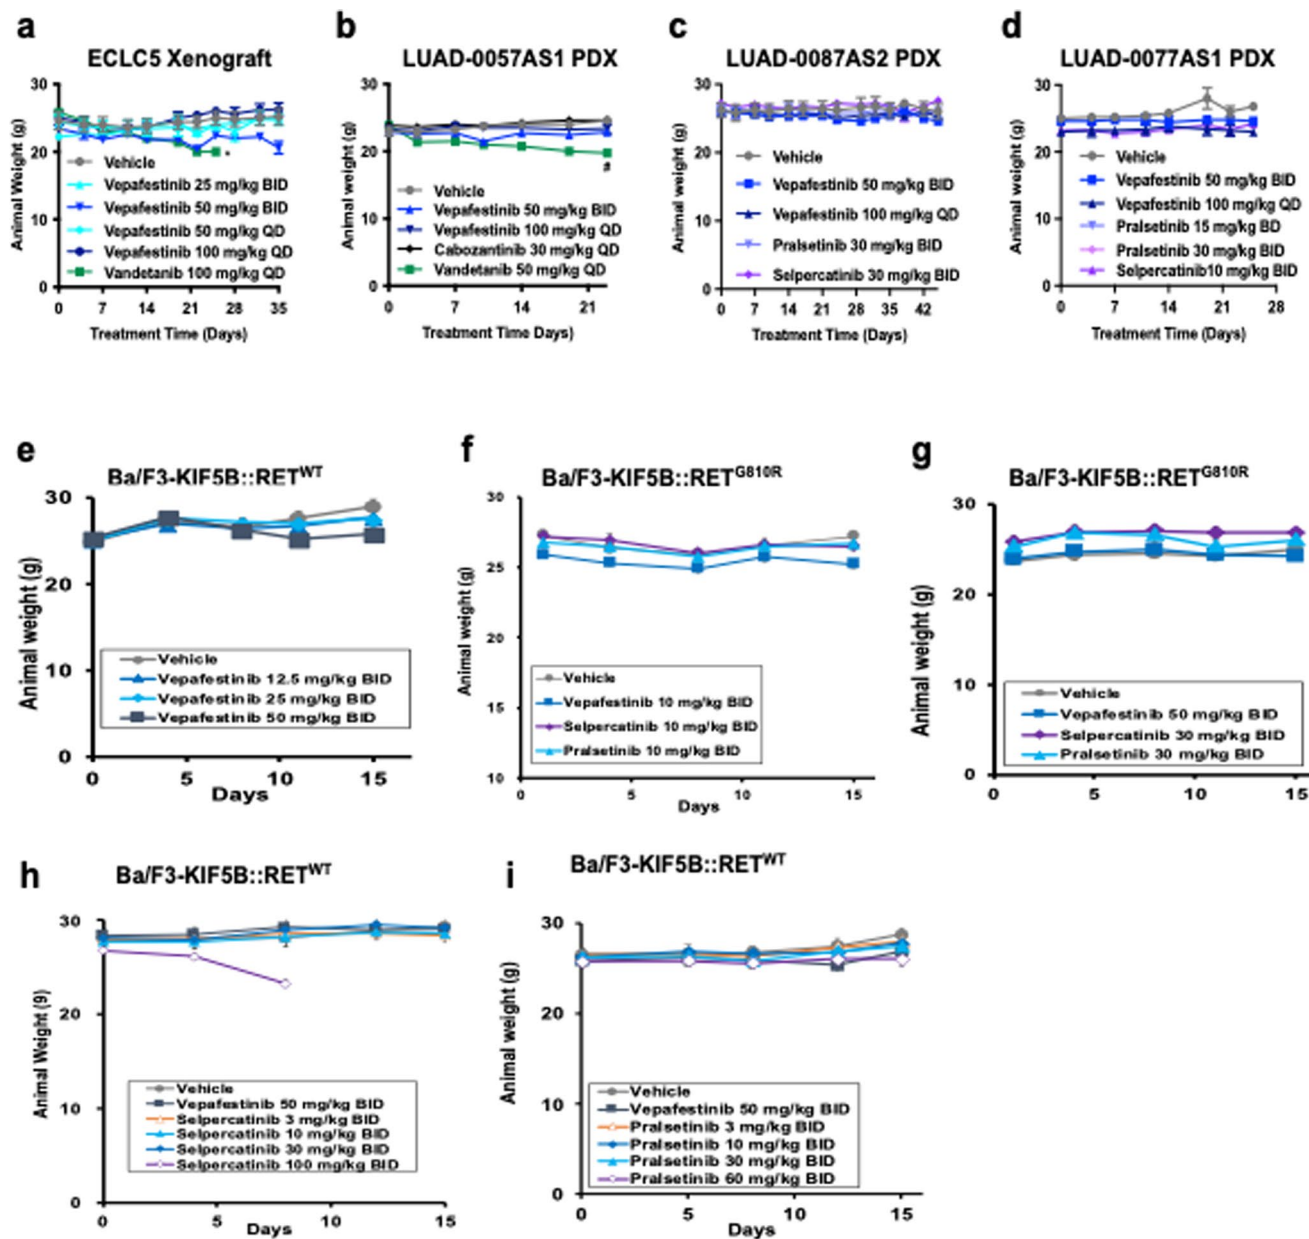 a
ECLC5 Xenograft
30
20
10
0
Animal Weight (g)
Vehicle
Vepafestinib 25 mg/kg BID
Vepafestinib 50 mg/kg BID
Vepafestinib 50 mg/kg QD
Vepafestinib 100 mg/kg QD
Vandetanib 100 mg/kg QD
*
0 7 14 21 28 35
Treatment Time (Days)
b
LUAD-0057AS1 PDX
30
20
10
0
Animal weight (g)
#
Vehicle
Vepafestinib 50 mg/kg BID
Vepafestinib 100 mg/kg QD
Cabozantinib 30 mg/kg QD
Vandetanib 50 mg/kg QD
0 7 14 21
Treatment Time Days)
c
LUAD-0087AS2 PDX
30
20
10
0
Animal weight (g)
Vehicle
Vepafestinib 50 mg/kg BID
Vepafestinib 100 mg/kg QD
Pralsetinib 30 mg/kg BID
Selpercatinib 30 mg/kg BID
0 7 14 21 28 35 42
Treatment Time (Days)
d
LUAD-0077AS1 PDX
30
20
10
0
Animal weight (g)
Vehicle
Vepafestinib 50 mg/kg BID
Vepafestinib 100 mg/kg QD
Pralsetinib 15 mg/kg BD
Pralsetinib 30 mg/kg BID
Selpercatinib10 mg/kg BID
0 7 14 21 28
Treatment Time (Days)
e
Ba/F3-KIF5B::RETWT
30
20
10
0
Animal weight (g)
Vehicle
Vepafestinib 12.5 mg/kg BID
Vepafestinib 25 mg/kg BID
Vepafestinib 50 mg/kg BID
0 5 10 15
Days
f
Ba/F3-KIF5B::RETG810R
30
25
20
15
10
Animal weight (g)
Vehicle
Vepafestinib 10 mg/kg BID
Selpercatinib 10 mg/kg BID
Pralsetinib 10 mg/kg BID
0 5 10 15
Days
g
Ba/F3-KIF5B::RETG810R
30
20
10
0
Animal weight (g)
Vehicle
Vepafestinib 50 mg/kg BID
Selpercatinib 30 mg/kg BID
Pralsetinib 30 mg/kg BID
0 5 10 15
Days
h
Ba/F3-KIF5B::RETWT
30
20
10
0
Animal Weight (9)
Vehicle
Vepafestinib 50 mg/kg BID
Selpercatinib 3 mg/kg BID
Selpercatinib 10 mg/kg BID
Selpercatinib 30 mg/kg BID
Selpercatinib 100 mg/kg BID
0 5 10 15
Days
i
Ba/F3-KIF5B::RETWT
30
20
10
0
Animal weight (g)
Vehicle
Vepafestinib 50 mg/kg BID
Pralsetinib 3 mg/kg BID
Pralsetinib 10 mg/kg BID
Pralsetinib 30 mg/kg BID
Pralsetinib 60 mg/kg BID
0 5 10 15
Days